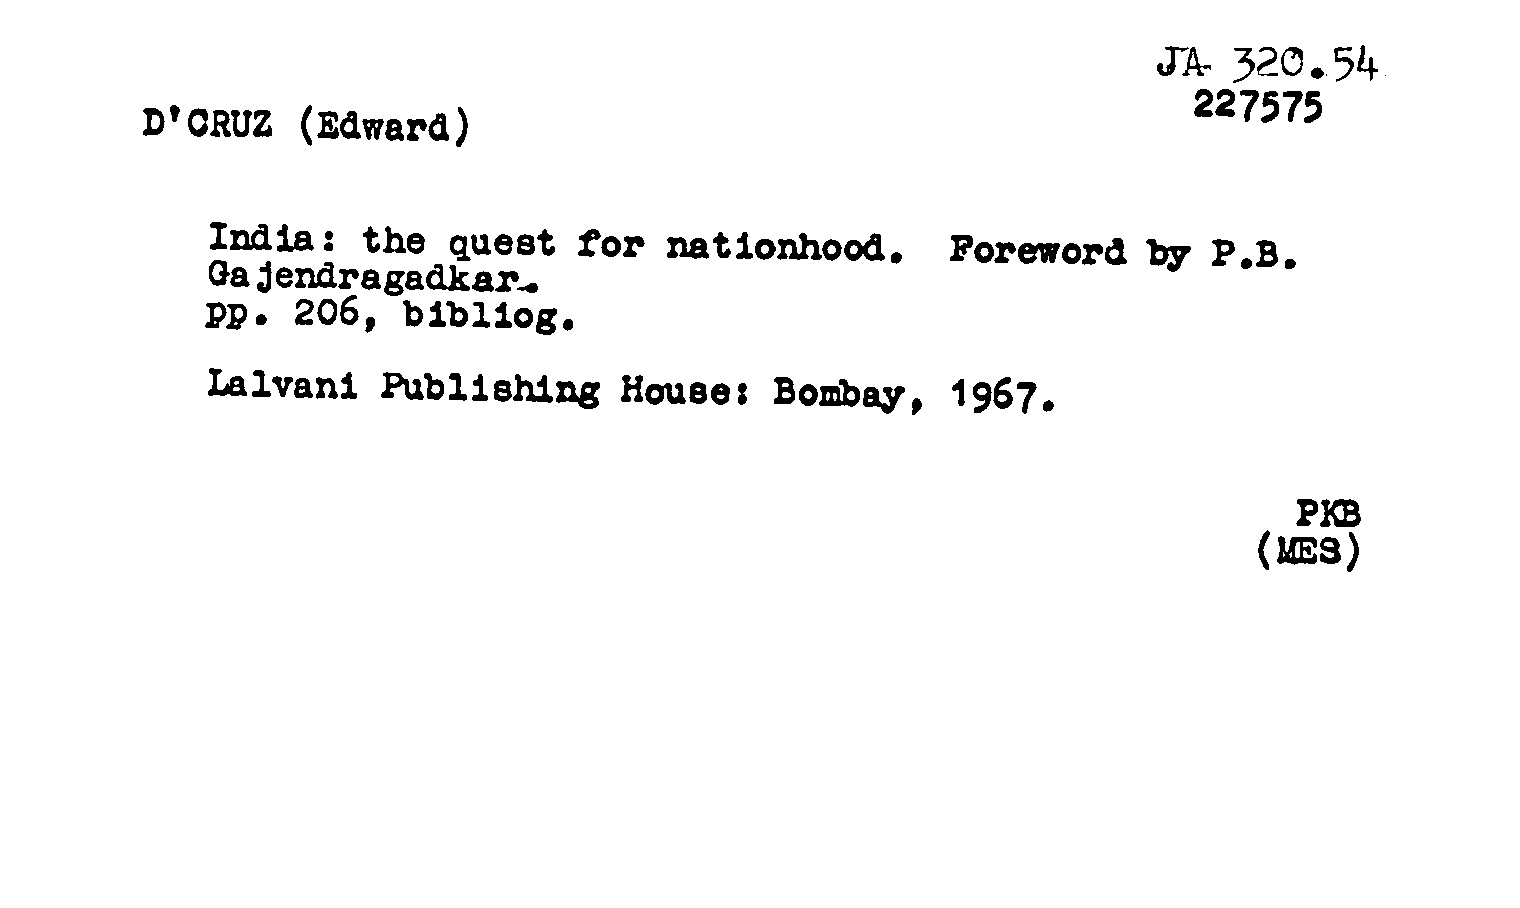 JA 320.54
227575
D'CRUZ (Edward)
India: the quest for nationhood. Foreword by P.B.
Gajendragadkar.
pp. 206, bibliog.
Lalvani Publishing House: Bombay, 1967.
PKB
(MES)